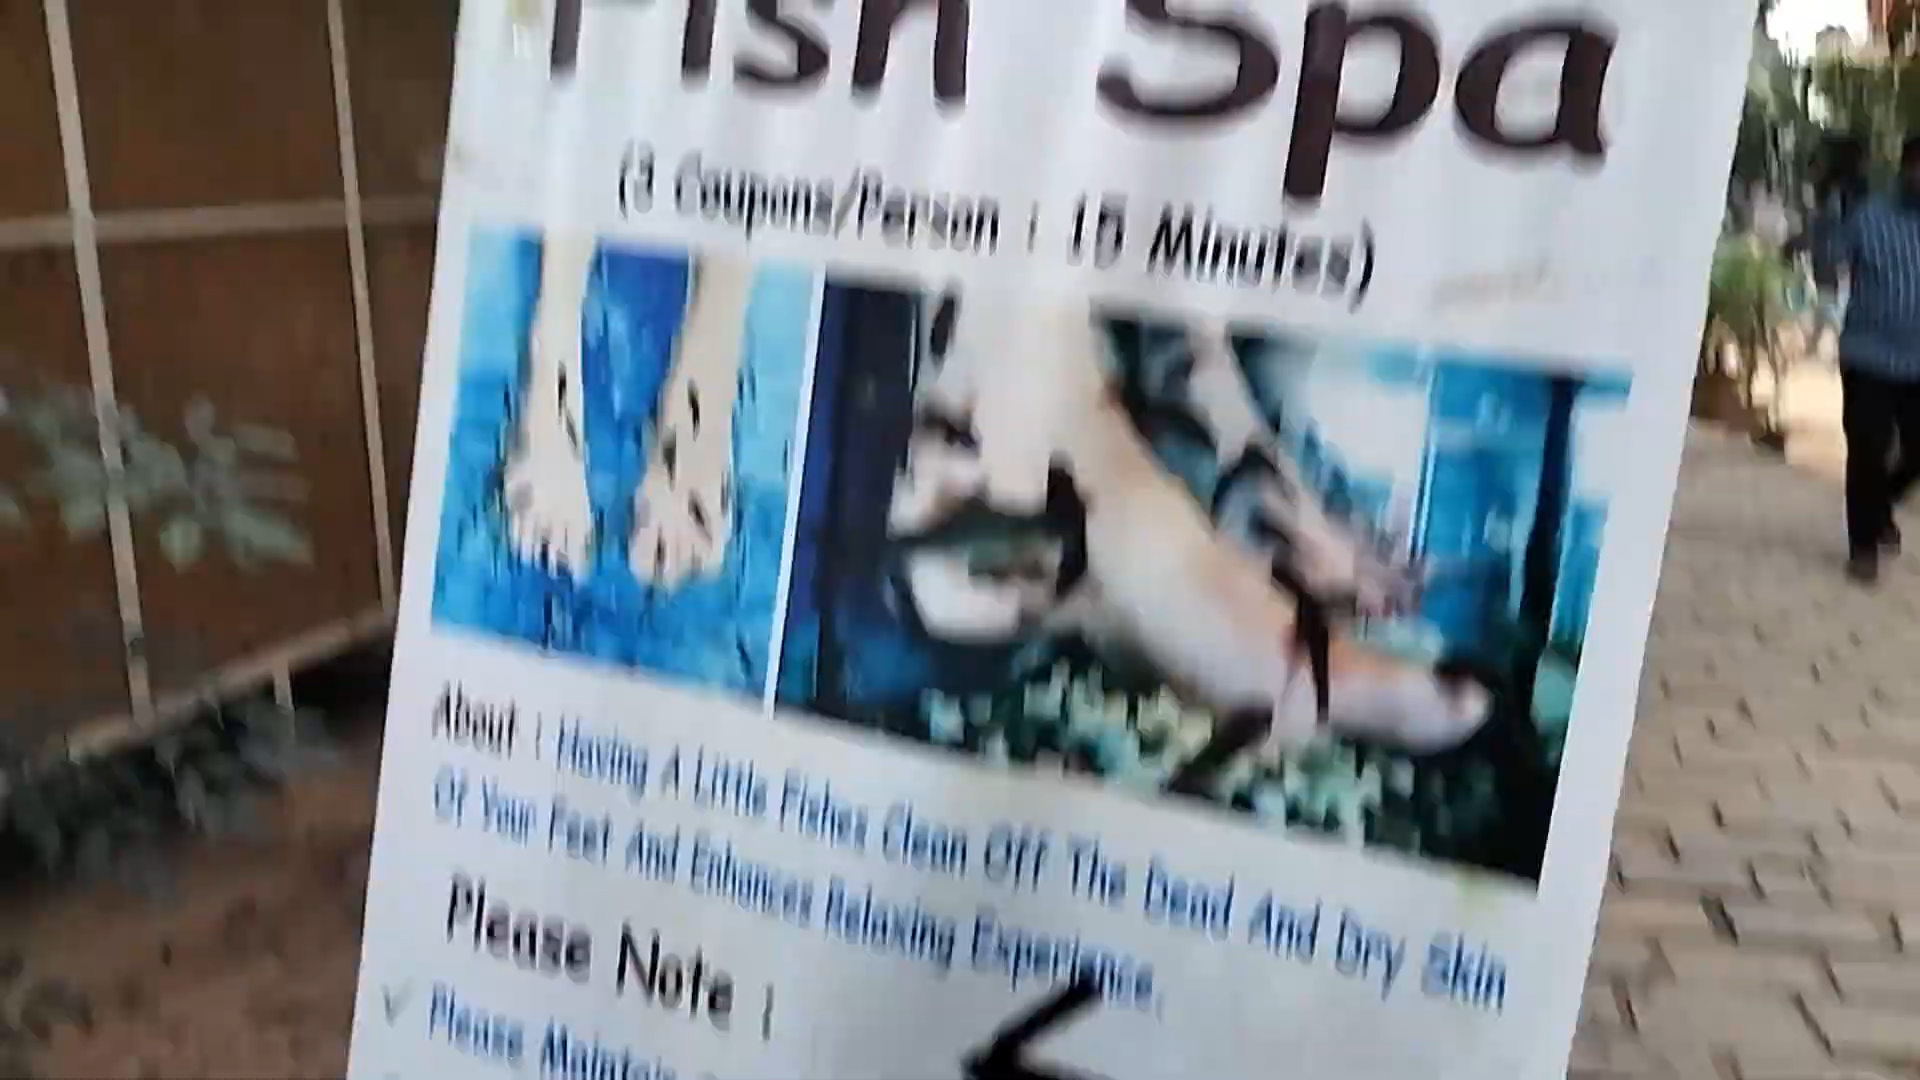 Fish Spa
(3 Coupons/Person : 15 Minutes)
About : Having A Little Fishes Clean Off The Dead And Dry Skin
Of Your Feet And Enhances Relaxing Experience.
Please Note :
✓ Please